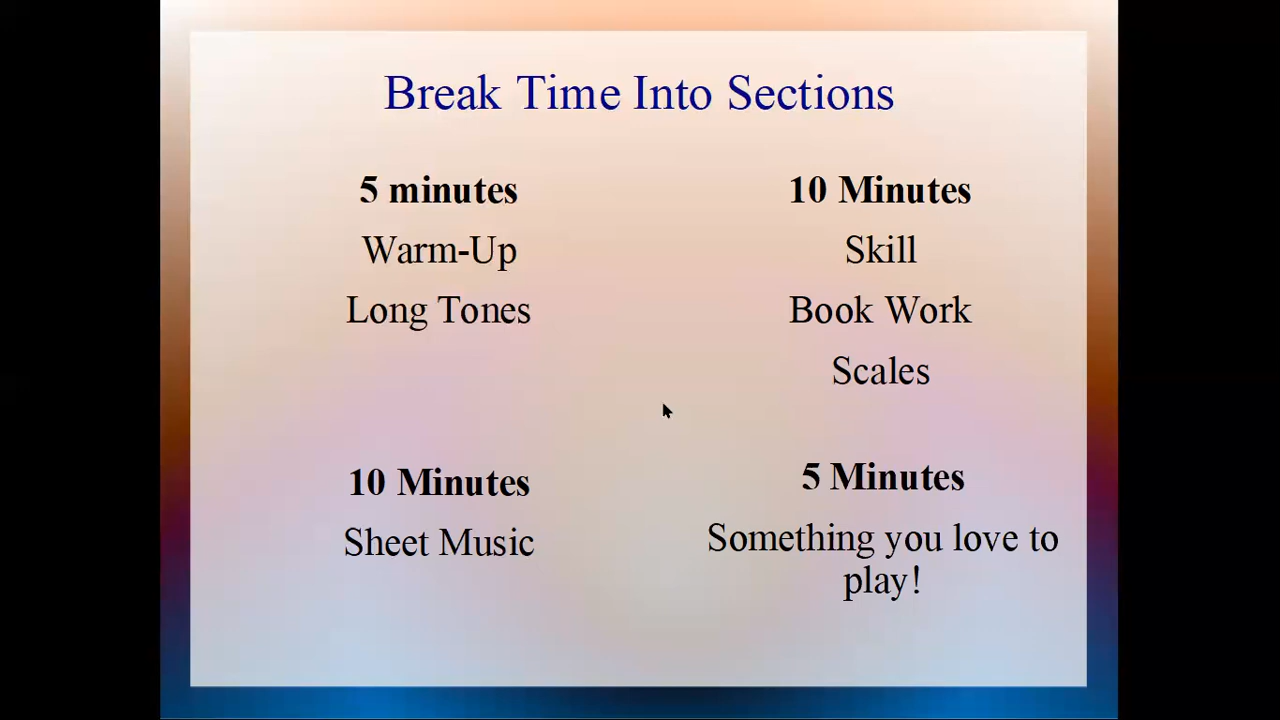 Break Time Into Sections
5 minutes
Warm-Up
Long Tones
10 Minutes
Skill
Book Work
Scales
10 Minutes
Sheet Music
5 Minutes
Something you love to
play!